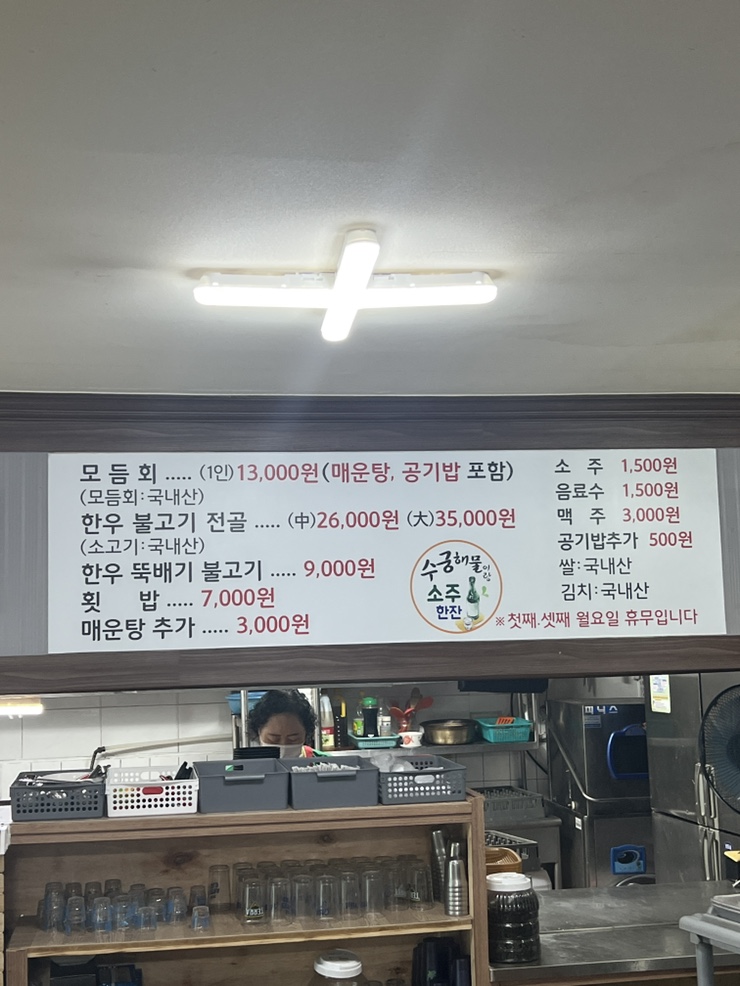 모듬회 ..... (1인)13,000원(매운탕, 공기밥 포함)
(모듬회:국내산)
한우 불고기 전골 ..... (中)26,000원 (大)35,000원
(소고기:국내산)
한우 뚝배기 불고기 ..... 9,000원
횟 밥 ..... 7,000원
매운탕 추가 ..... 3,000원
수궁해물이랑
소주
한잔
소 주 1,500원
음료수 1,500원
맥 주 3,000원
공기밥추가 500원
쌀:국내산
김치:국내산
※첫째.셋째 월요일 휴무입니다